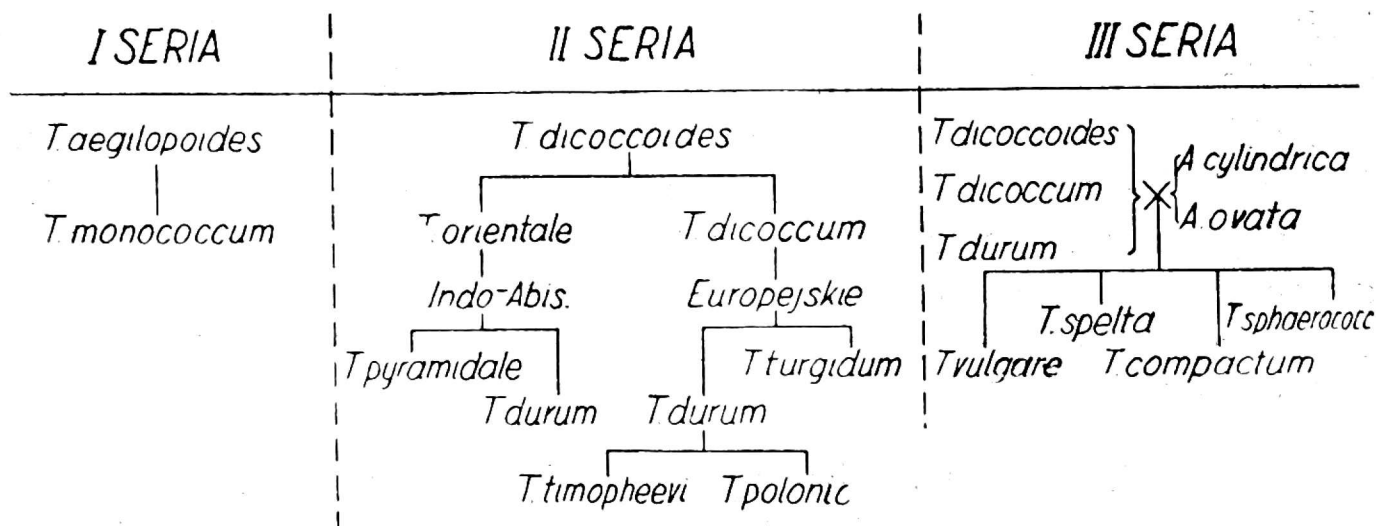 I SERIA
II SERIA
III SERIA
T. aegilopoides
T. monococcum
T. dicoccoides
T. orientale
T dicoccum
Indo-Abis.
Europejskie
T pyramidale
T turgidum
T durum
T. durum
T. timopheevi
T polonic
T dicoccoides
T dicoccum
T durum
A cylindrica
A. ovata
T. spelta
T sphaerococc
T vulgare
T. compactum